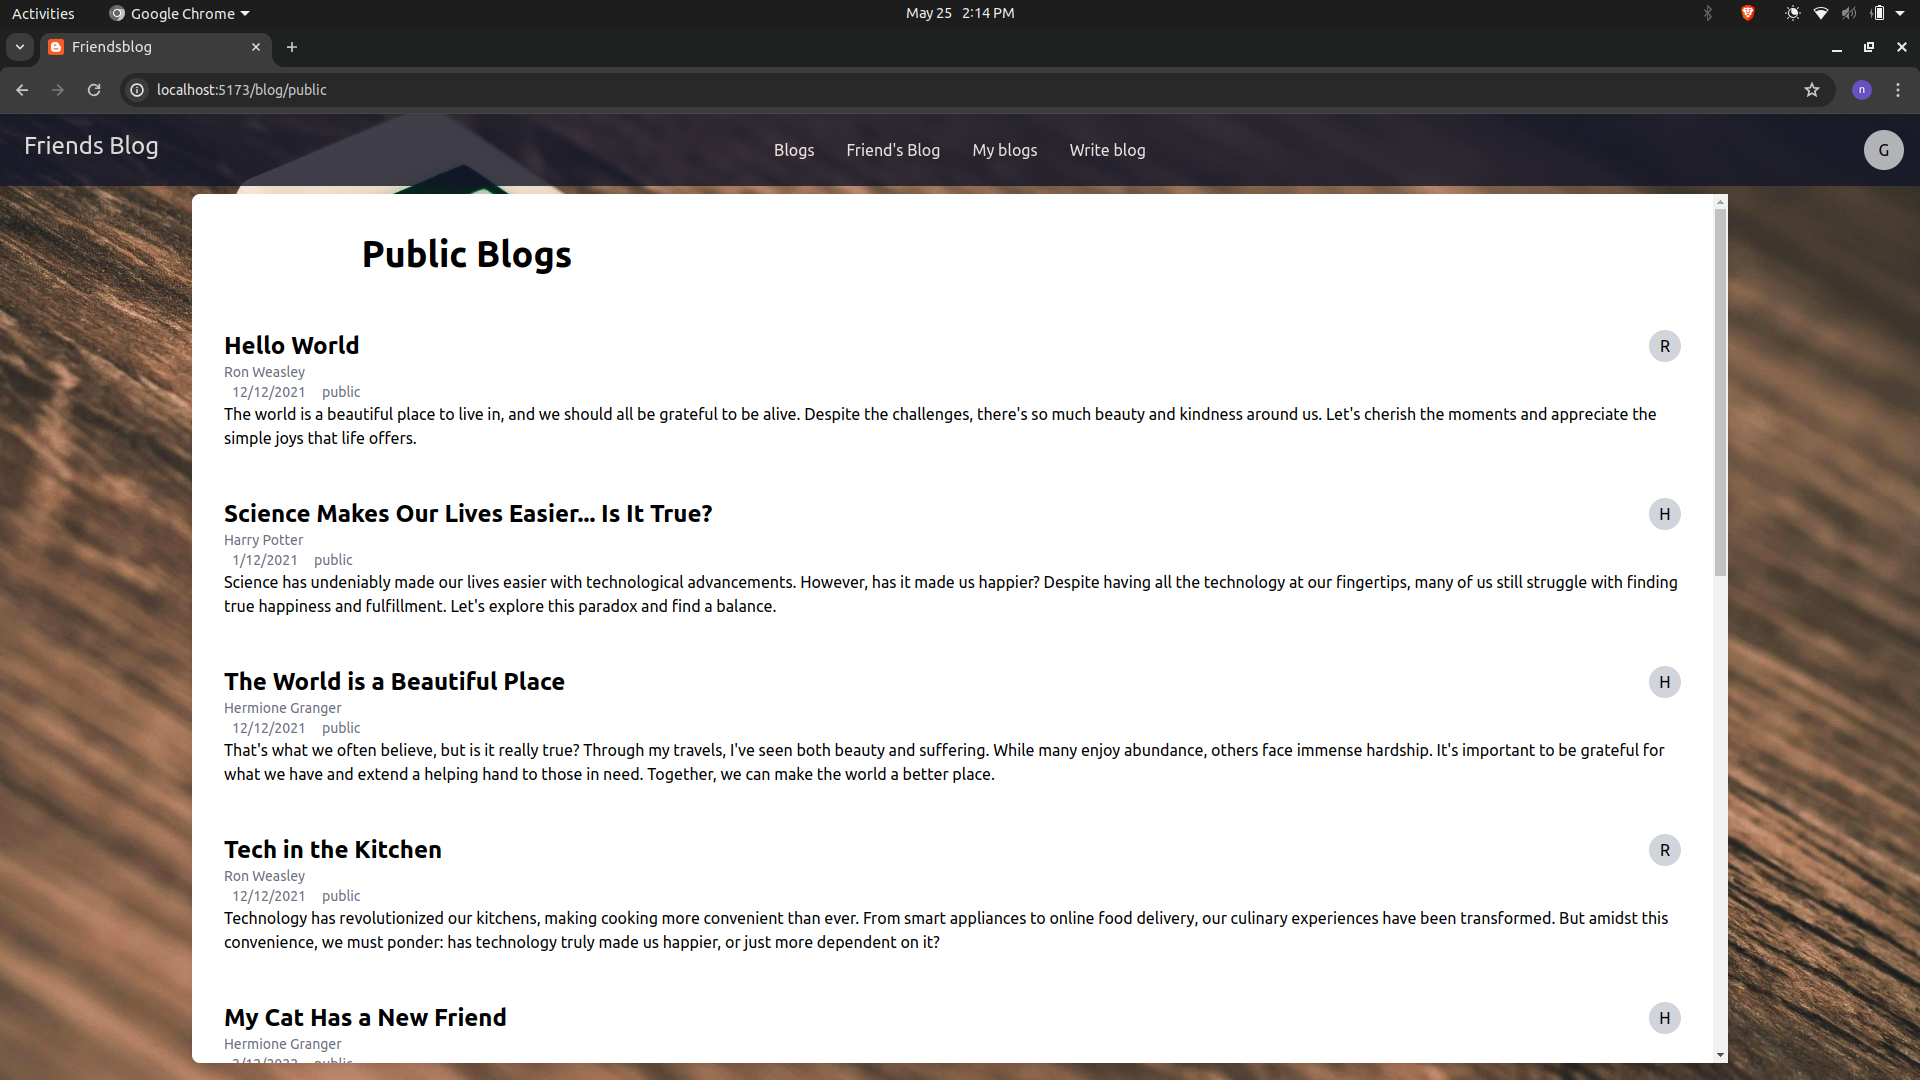 Activities Google Chrome May 25 2:14 PM
Friendsblog
localhost:5173/blog/public n
Friends Blog Blogs Friend's Blog My blogs Write blog G
Public Blogs
Hello World R
Ron Weasley
12/12/2021 public
The world is a beautiful place to live in, and we should all be grateful to be alive. Despite the challenges, there's so much beauty and kindness around us. Let's cherish the moments and appreciate the
simple joys that life offers.
Science Makes Our Lives Easier... Is It True? H
Harry Potter
1/12/2021 public
Science has undeniably made our lives easier with technological advancements. However, has it made us happier? Despite having all the technology at our fingertips, many of us still struggle with finding
true happiness and fulfillment. Let's explore this paradox and find a balance.
The World is a Beautiful Place H
Hermione Granger
12/12/2021 public
That's what we often believe, but is it really true? Through my travels, I've seen both beauty and suffering. While many enjoy abundance, others face immense hardship. It's important to be grateful for
what we have and extend a helping hand to those in need. Together, we can make the world a better place.
Tech in the Kitchen R
Ron Weasley
12/12/2021 public
Technology has revolutionized our kitchens, making cooking more convenient than ever. From smart appliances to online food delivery, our culinary experiences have been transformed. But amidst this
convenience, we must ponder: has technology truly made us happier, or just more dependent on it?
My Cat Has a New Friend H
Hermione Granger
public